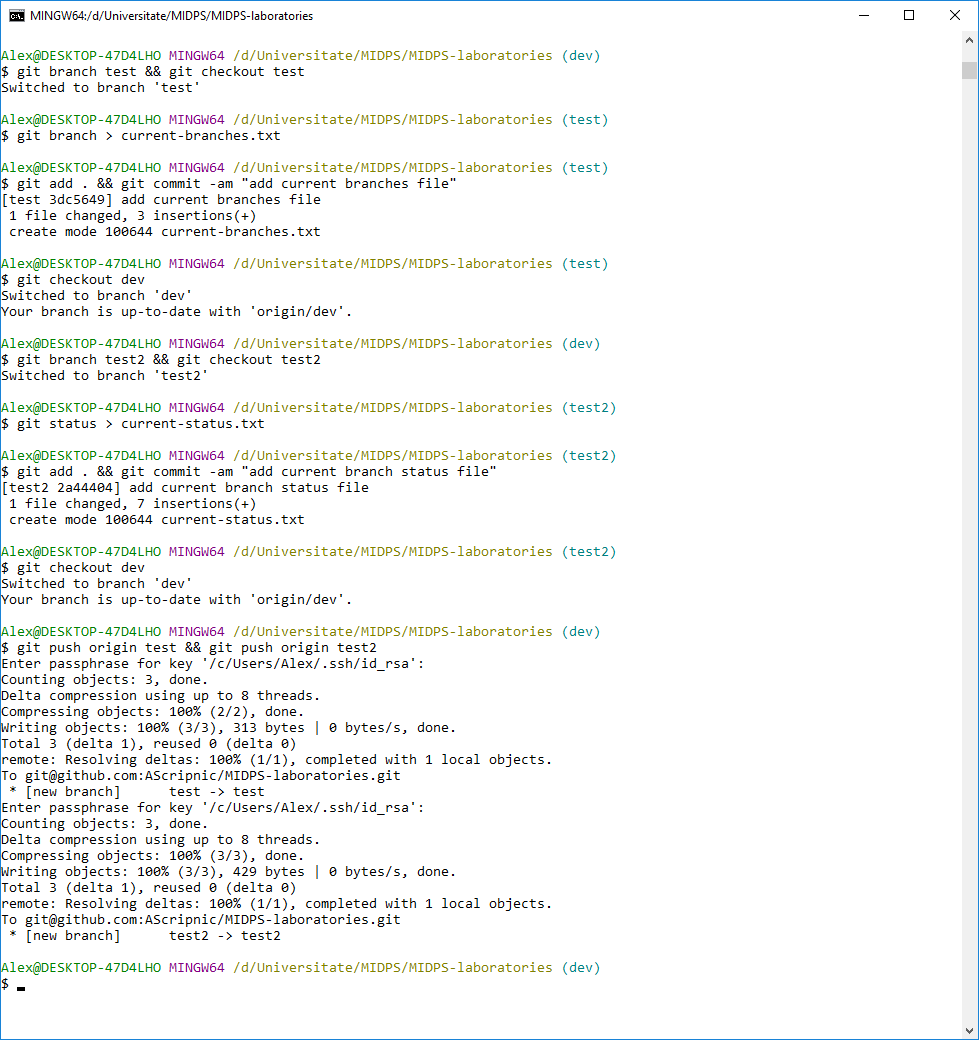 MINGW64:/d/Universitate/MIDPS/MIDPS-laboratories
Alex@DESKTOP-47D4LHO MINGW64 /d/Universitate/MIDPS/MIDPS-laboratories (dev)
$ git branch test && git checkout test
Switched to branch 'test'
Alex@DESKTOP-47D4LHO MINGW64 /d/Universitate/MIDPS/MIDPS-laboratories (test)
$ git branch > current-branches.txt
Alex@DESKTOP-47D4LHO MINGW64 /d/Universitate/MIDPS/MIDPS-laboratories (test)
$ git add . && git commit -am "add current branches file"
[test 3dc5649] add current branches file
 1 file changed, 3 insertions(+)
 create mode 100644 current-branches.txt
Alex@DESKTOP-47D4LHO MINGW64 /d/Universitate/MIDPS/MIDPS-laboratories (test)
$ git checkout dev
Switched to branch 'dev'
Your branch is up-to-date with 'origin/dev'.
Alex@DESKTOP-47D4LHO MINGW64 /d/Universitate/MIDPS/MIDPS-laboratories (dev)
$ git branch test2 && git checkout test2
Switched to branch 'test2'
Alex@DESKTOP-47D4LHO MINGW64 /d/Universitate/MIDPS/MIDPS-laboratories (test2)
$ git status > current-status.txt
Alex@DESKTOP-47D4LHO MINGW64 /d/Universitate/MIDPS/MIDPS-laboratories (test2)
$ git add . && git commit -am "add current branch status file"
[test2 2a44404] add current branch status file
 1 file changed, 7 insertions(+)
 create mode 100644 current-status.txt
Alex@DESKTOP-47D4LHO MINGW64 /d/Universitate/MIDPS/MIDPS-laboratories (test2)
$ git checkout dev
Switched to branch 'dev'
Your branch is up-to-date with 'origin/dev'.
Alex@DESKTOP-47D4LHO MINGW64 /d/Universitate/MIDPS/MIDPS-laboratories (dev)
$ git push origin test && git push origin test2
Enter passphrase for key '/c/Users/Alex/.ssh/id_rsa':
Counting objects: 3, done.
Delta compression using up to 8 threads.
Compressing objects: 100% (2/2), done.
Writing objects: 100% (3/3), 313 bytes | 0 bytes/s, done.
Total 3 (delta 1), reused 0 (delta 0)
remote: Resolving deltas: 100% (1/1), completed with 1 local objects.
To git@github.com:AScripnic/MIDPS-laboratories.git
 * [new branch]      test -> test
Enter passphrase for key '/c/Users/Alex/.ssh/id_rsa':
Counting objects: 3, done.
Delta compression using up to 8 threads.
Compressing objects: 100% (3/3), done.
Writing objects: 100% (3/3), 429 bytes | 0 bytes/s, done.
Total 3 (delta 1), reused 0 (delta 0)
remote: Resolving deltas: 100% (1/1), completed with 1 local objects.
To git@github.com:AScripnic/MIDPS-laboratories.git
 * [new branch]      test2 -> test2
Alex@DESKTOP-47D4LHO MINGW64 /d/Universitate/MIDPS/MIDPS-laboratories (dev)
$